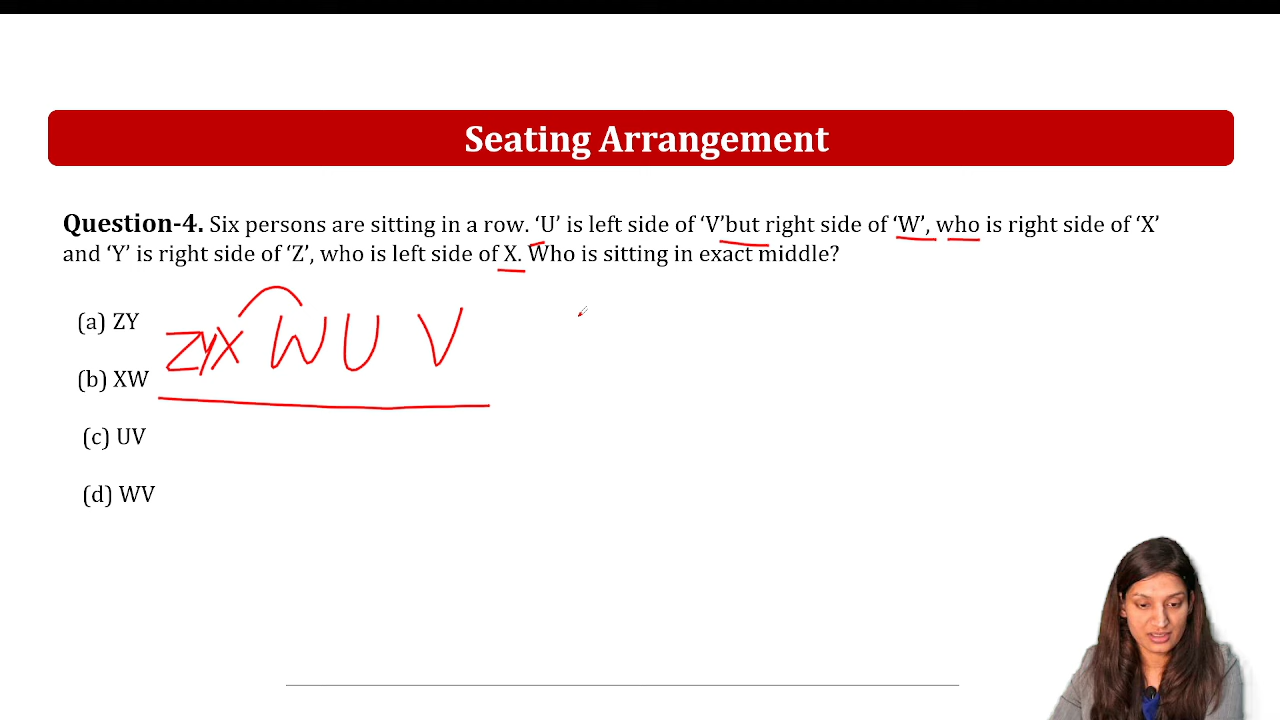 Seating Arrangement
Question-4. Six persons are sitting in a row. ‘U’ is left side of ‘V’but right side of ‘W’, who is right side of ‘X’
and ‘Y’ is right side of ‘Z’, who is left side of X. Who is sitting in exact middle?
(a) ZY
ZYX W U V
(b) XW
(c) UV
(d) WV